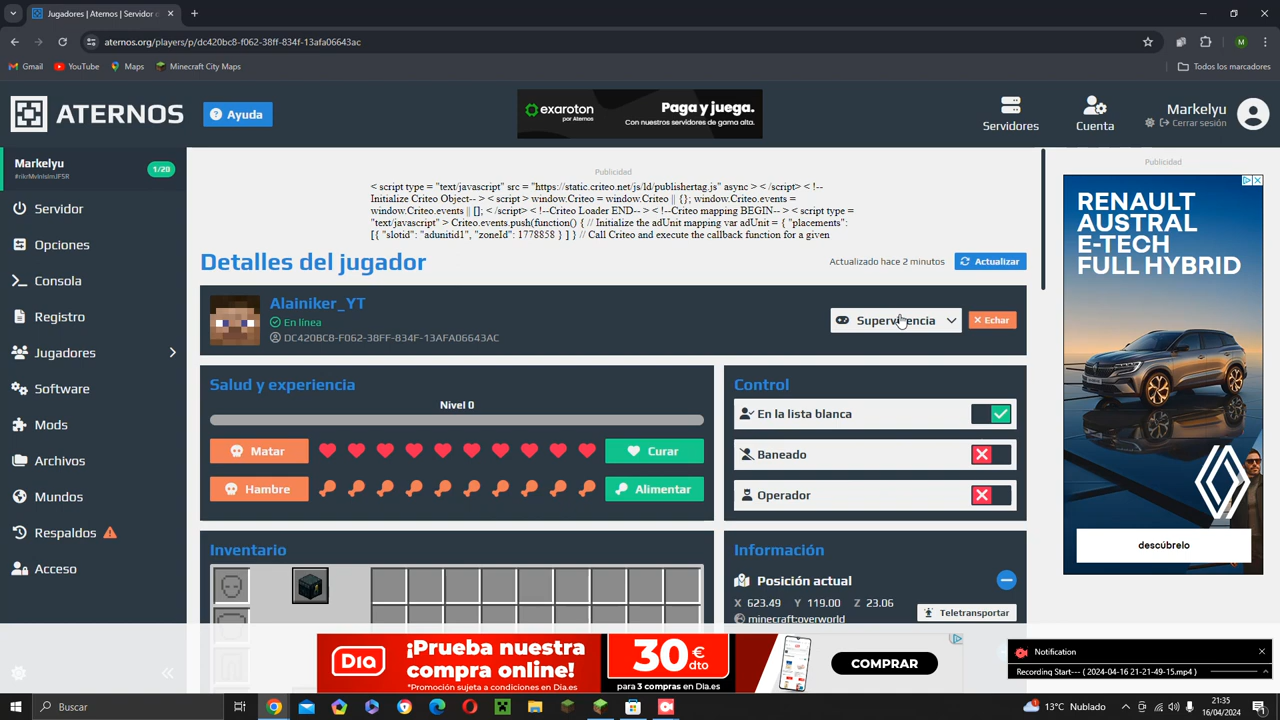 Jugadores | Aternos | Servidor d
aternos.org/players/p/dc420bc8-f062-38ff-834f-13afa06643ac
Gmail
YouTube
Maps
Minecraft City Maps
Todos los marcadores
M
ATERNOS
Ayuda
exaroton
por Aternos
Paga y juega.
Con nuestros servidores de gama alta.
Servidores
Cuenta
Markelyu
Cerrar sesión
Markelyu
1/20
Servidor
Opciones
Consola
Registro
Jugadores
Software
Mods
Archivos
Mundos
Respaldos
Acceso
Publicidad
< script type = "text/javascript" src = "https://static.criteo.net/js/ld/publishertag.js" async > < /script> < !--
Initialize Criteo Object-- > < script > window.Criteo = window.Criteo || {}; window.Criteo.events =
window.Criteo.events || []; < /script> < !--Criteo Loader END-- > < !--Criteo mapping BEGIN-- > < script type =
"text/javascript" > Criteo.events.push(function() { // Initialize the adUnit mapping var adUnit = { "placements":
[{ "slotid": "adunitid1", "zoneId": 1778858 } ] } // Call Criteo and execute the callback function for a given
Detalles del jugador
Actualizado hace 2 minutos
Actualizar
Alainiker_YT
En línea
DC420BC8-F062-38FF-834F-13AFA06643AC
Supervivencia
Echar
Salud y experiencia
Nivel 0
Matar
Curar
Hambre
Alimentar
Control
En la lista blanca
Baneado
Operador
Inventario
Información
Posición actual
X 623.49 Y 119.00 Z 23.06
minecraft:overworld
Teletransportar
Publicidad
RENAULT
AUSTRAL
E-TECH
FULL HYBRID
descúbrelo
Dia
¡Prueba nuestra
compra online!
*Promoción sujeta a condiciones en Dia.es
30€
dto
para 3 compras en Dia.es
COMPRAR
Notification
Recording Start--- ( 2024-04-16 21-21-49-15.mp4 )
Buscar
13°C Nublado
21:35
16/04/2024